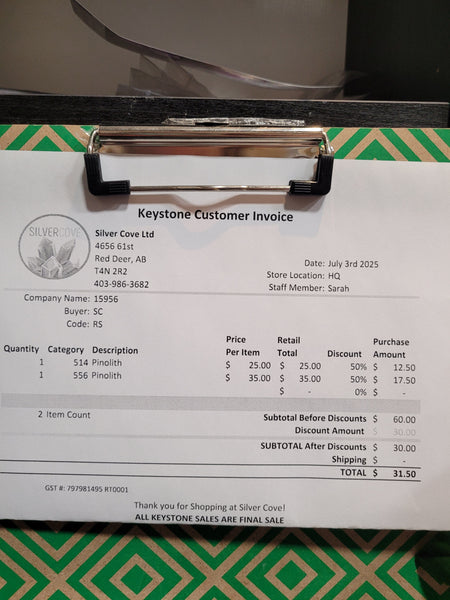 Keystone Customer Invoice
SILVERCOVE
Silver Cove Ltd
4656 61st
Red Deer, AB
T4N 2R2
403-986-3682
Date: July 3rd 2025
Store Location: HQ
Staff Member: Sarah
Company Name: 15956
Buyer: SC
Code: RS
Quantity Category Description Price Per Item Retail Total Discount Purchase Amount
1 514 Pinolith $ 25.00 $ 25.00 50% $ 12.50
1 556 Pinolith $ 35.00 $ 35.00 50% $ 17.50
$ - 0% $ -
2 Item Count
Subtotal Before Discounts $ 60.00
Discount Amount $ 30.00
SUBTOTAL After Discounts $ 30.00
Shipping $ -
TOTAL $ 31.50
GST #: 797981495 RT0001
Thank you for Shopping at Silver Cove!
ALL KEYSTONE SALES ARE FINAL SALE